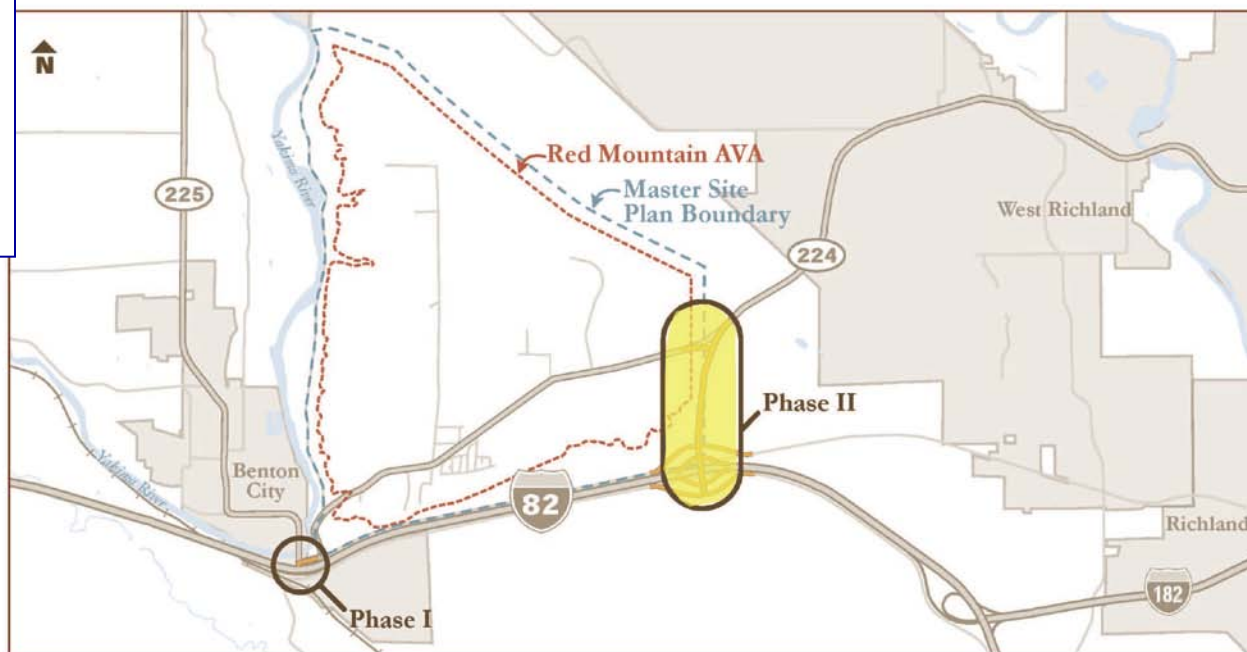 N
225
Yakima River
Red Mountain AVA
Master Site
Plan Boundary
West Richland
224
Phase II
Benton
City
Yakima River
82
Richland
182
Phase I